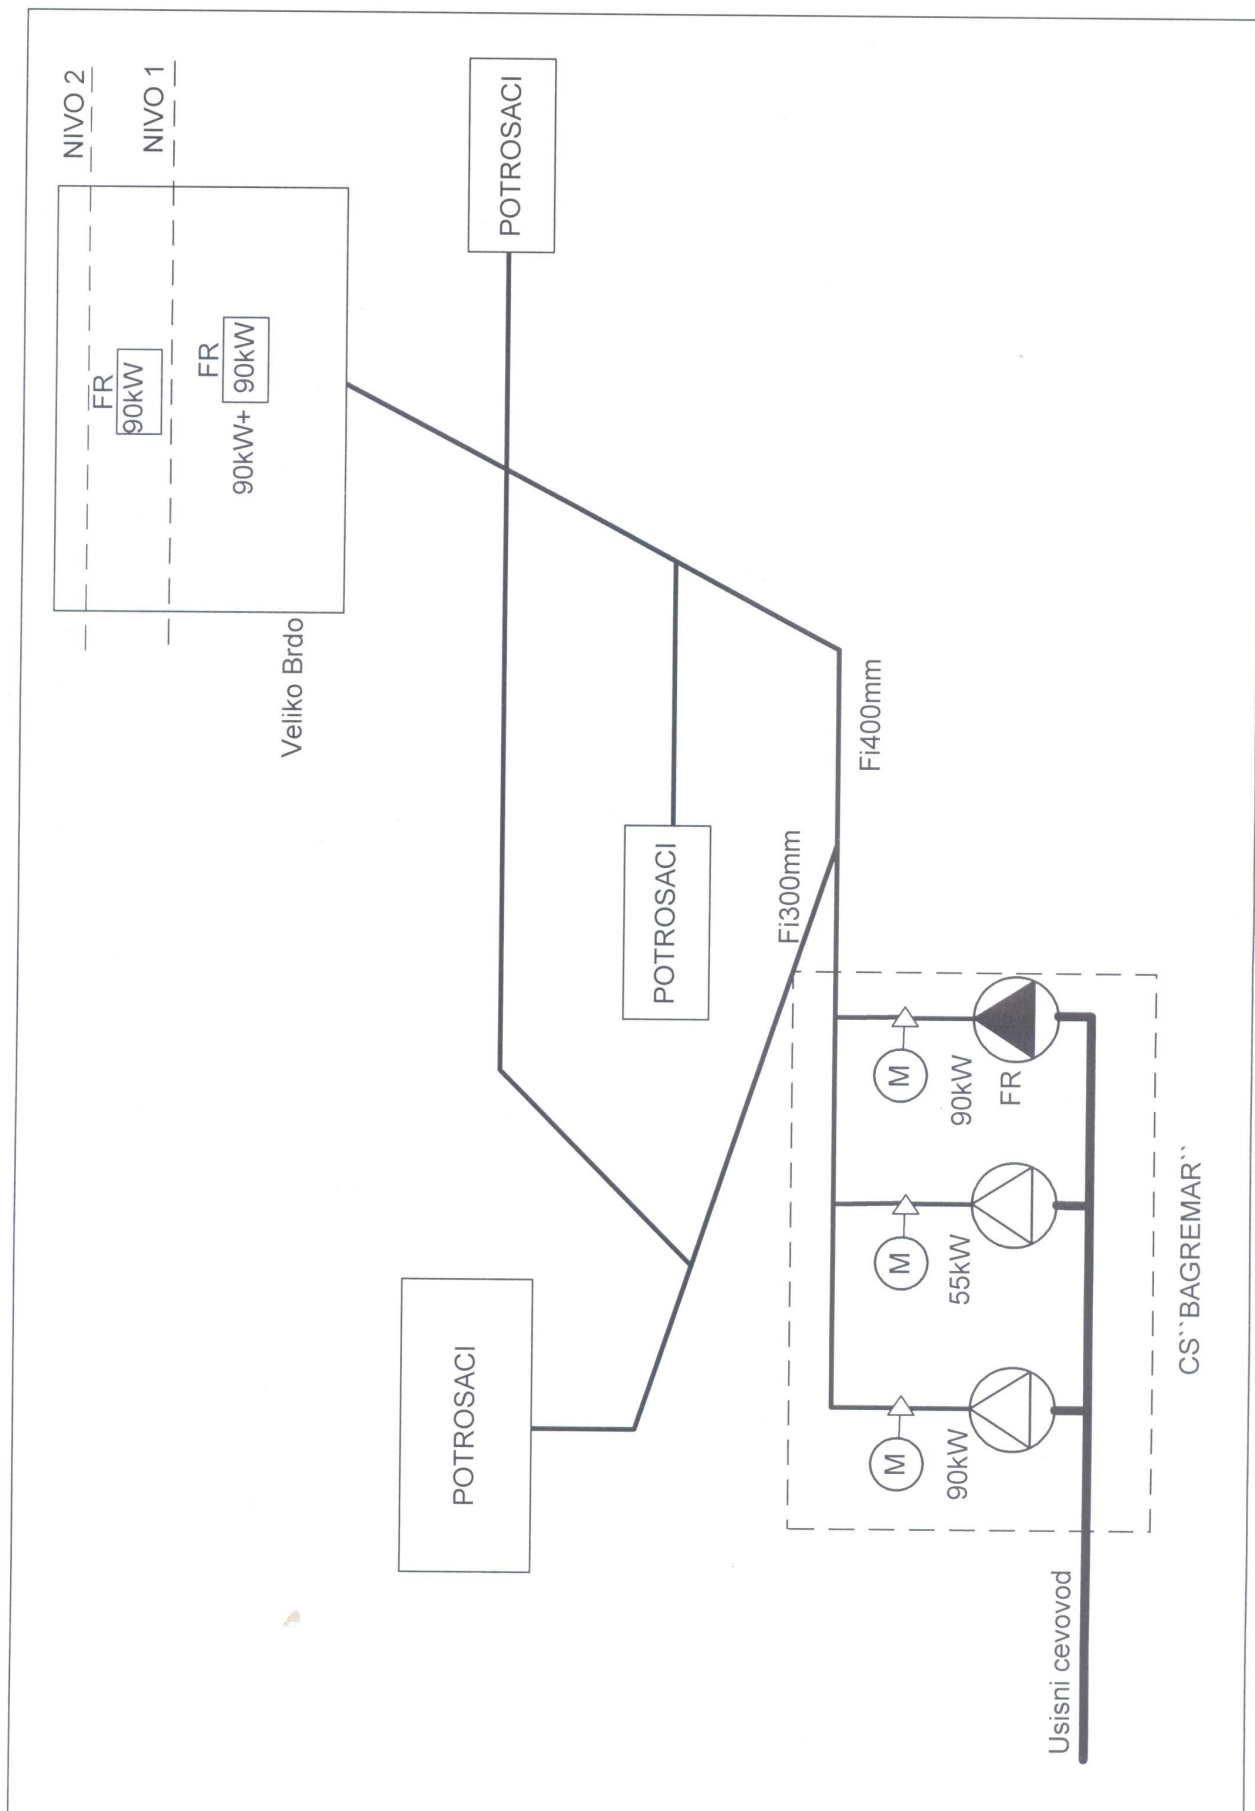 NIVO 2
NIVO 1
FR
90kW
FR
90kW+ 90kW
Veliko Brdo
POTROSACI
POTROSACI
POTROSACI
Fi300mm
Fi400mm
M
90kW
M
55kW
M
90kW
FR
Usisni cevovod
CS``BAGREMAR``